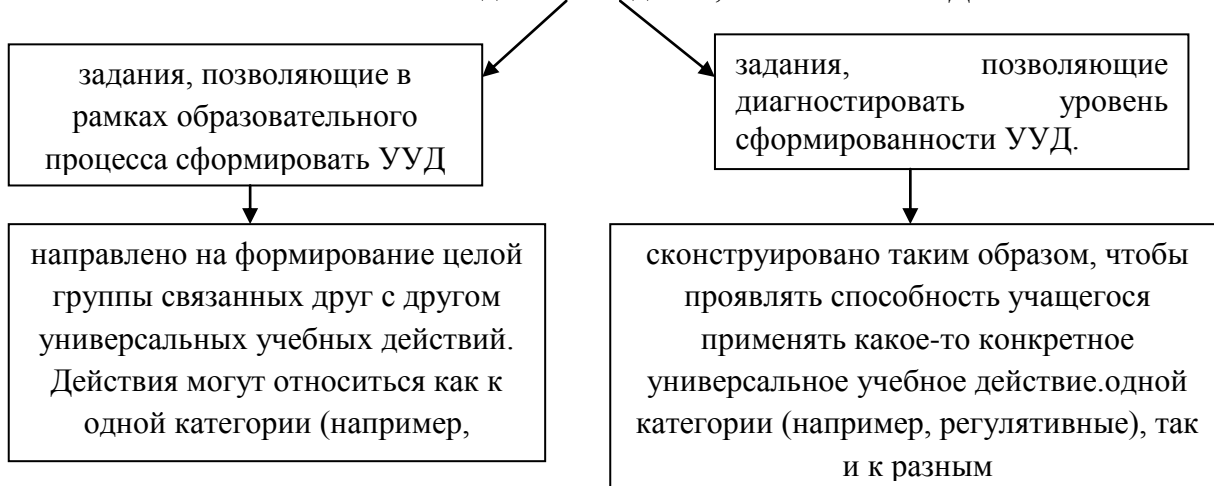 задания, позволяющие в
рамках образовательного
процесса сформировать УУД
задания, позволяющие
диагностировать уровень
сформированности УУД.
направлено на формирование целой
группы связанных друг с другом
универсальных учебных действий.
Действия могут относиться как к
одной категории (например,
сконструировано таким образом, чтобы
проявлять способность учащегося
применять какое-то конкретное
универсальное учебное действие.одной
категории (например, регулятивные), так
и к разным